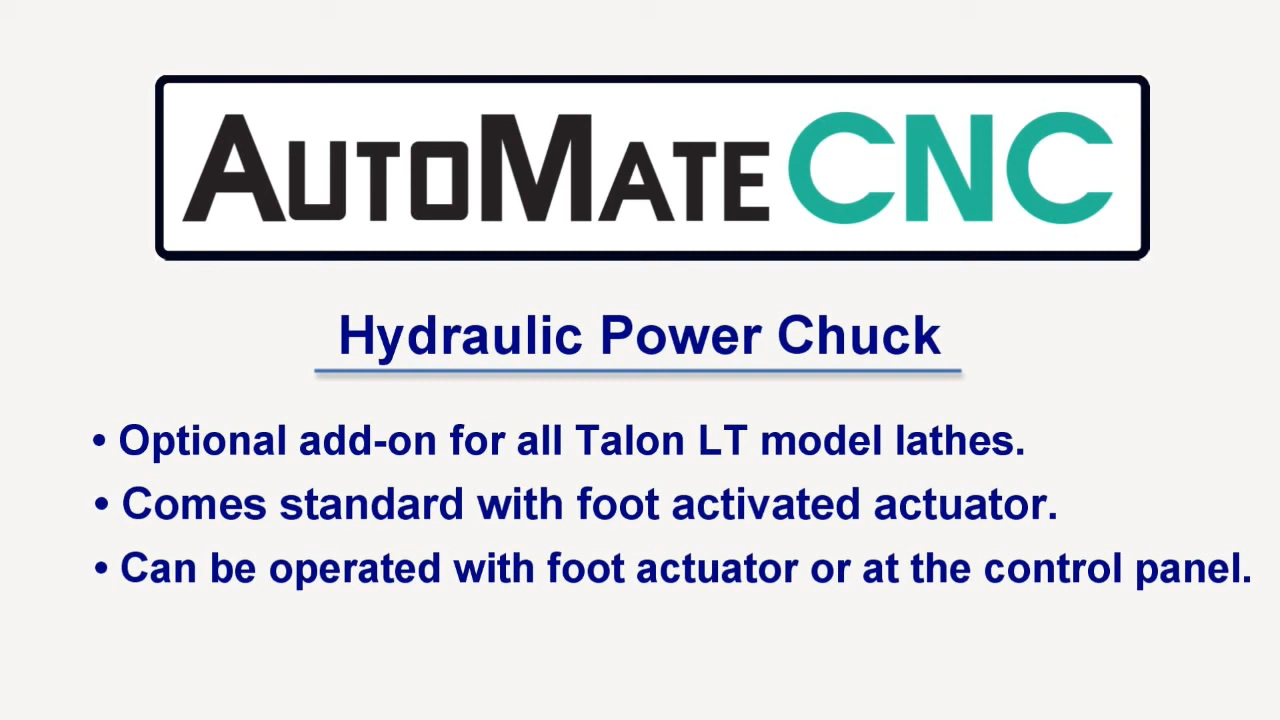 AUTOMATE CNC
Hydraulic Power Chuck
• Optional add-on for all Talon LT model lathes.
• Comes standard with foot activated actuator.
• Can be operated with foot actuator or at the control panel.